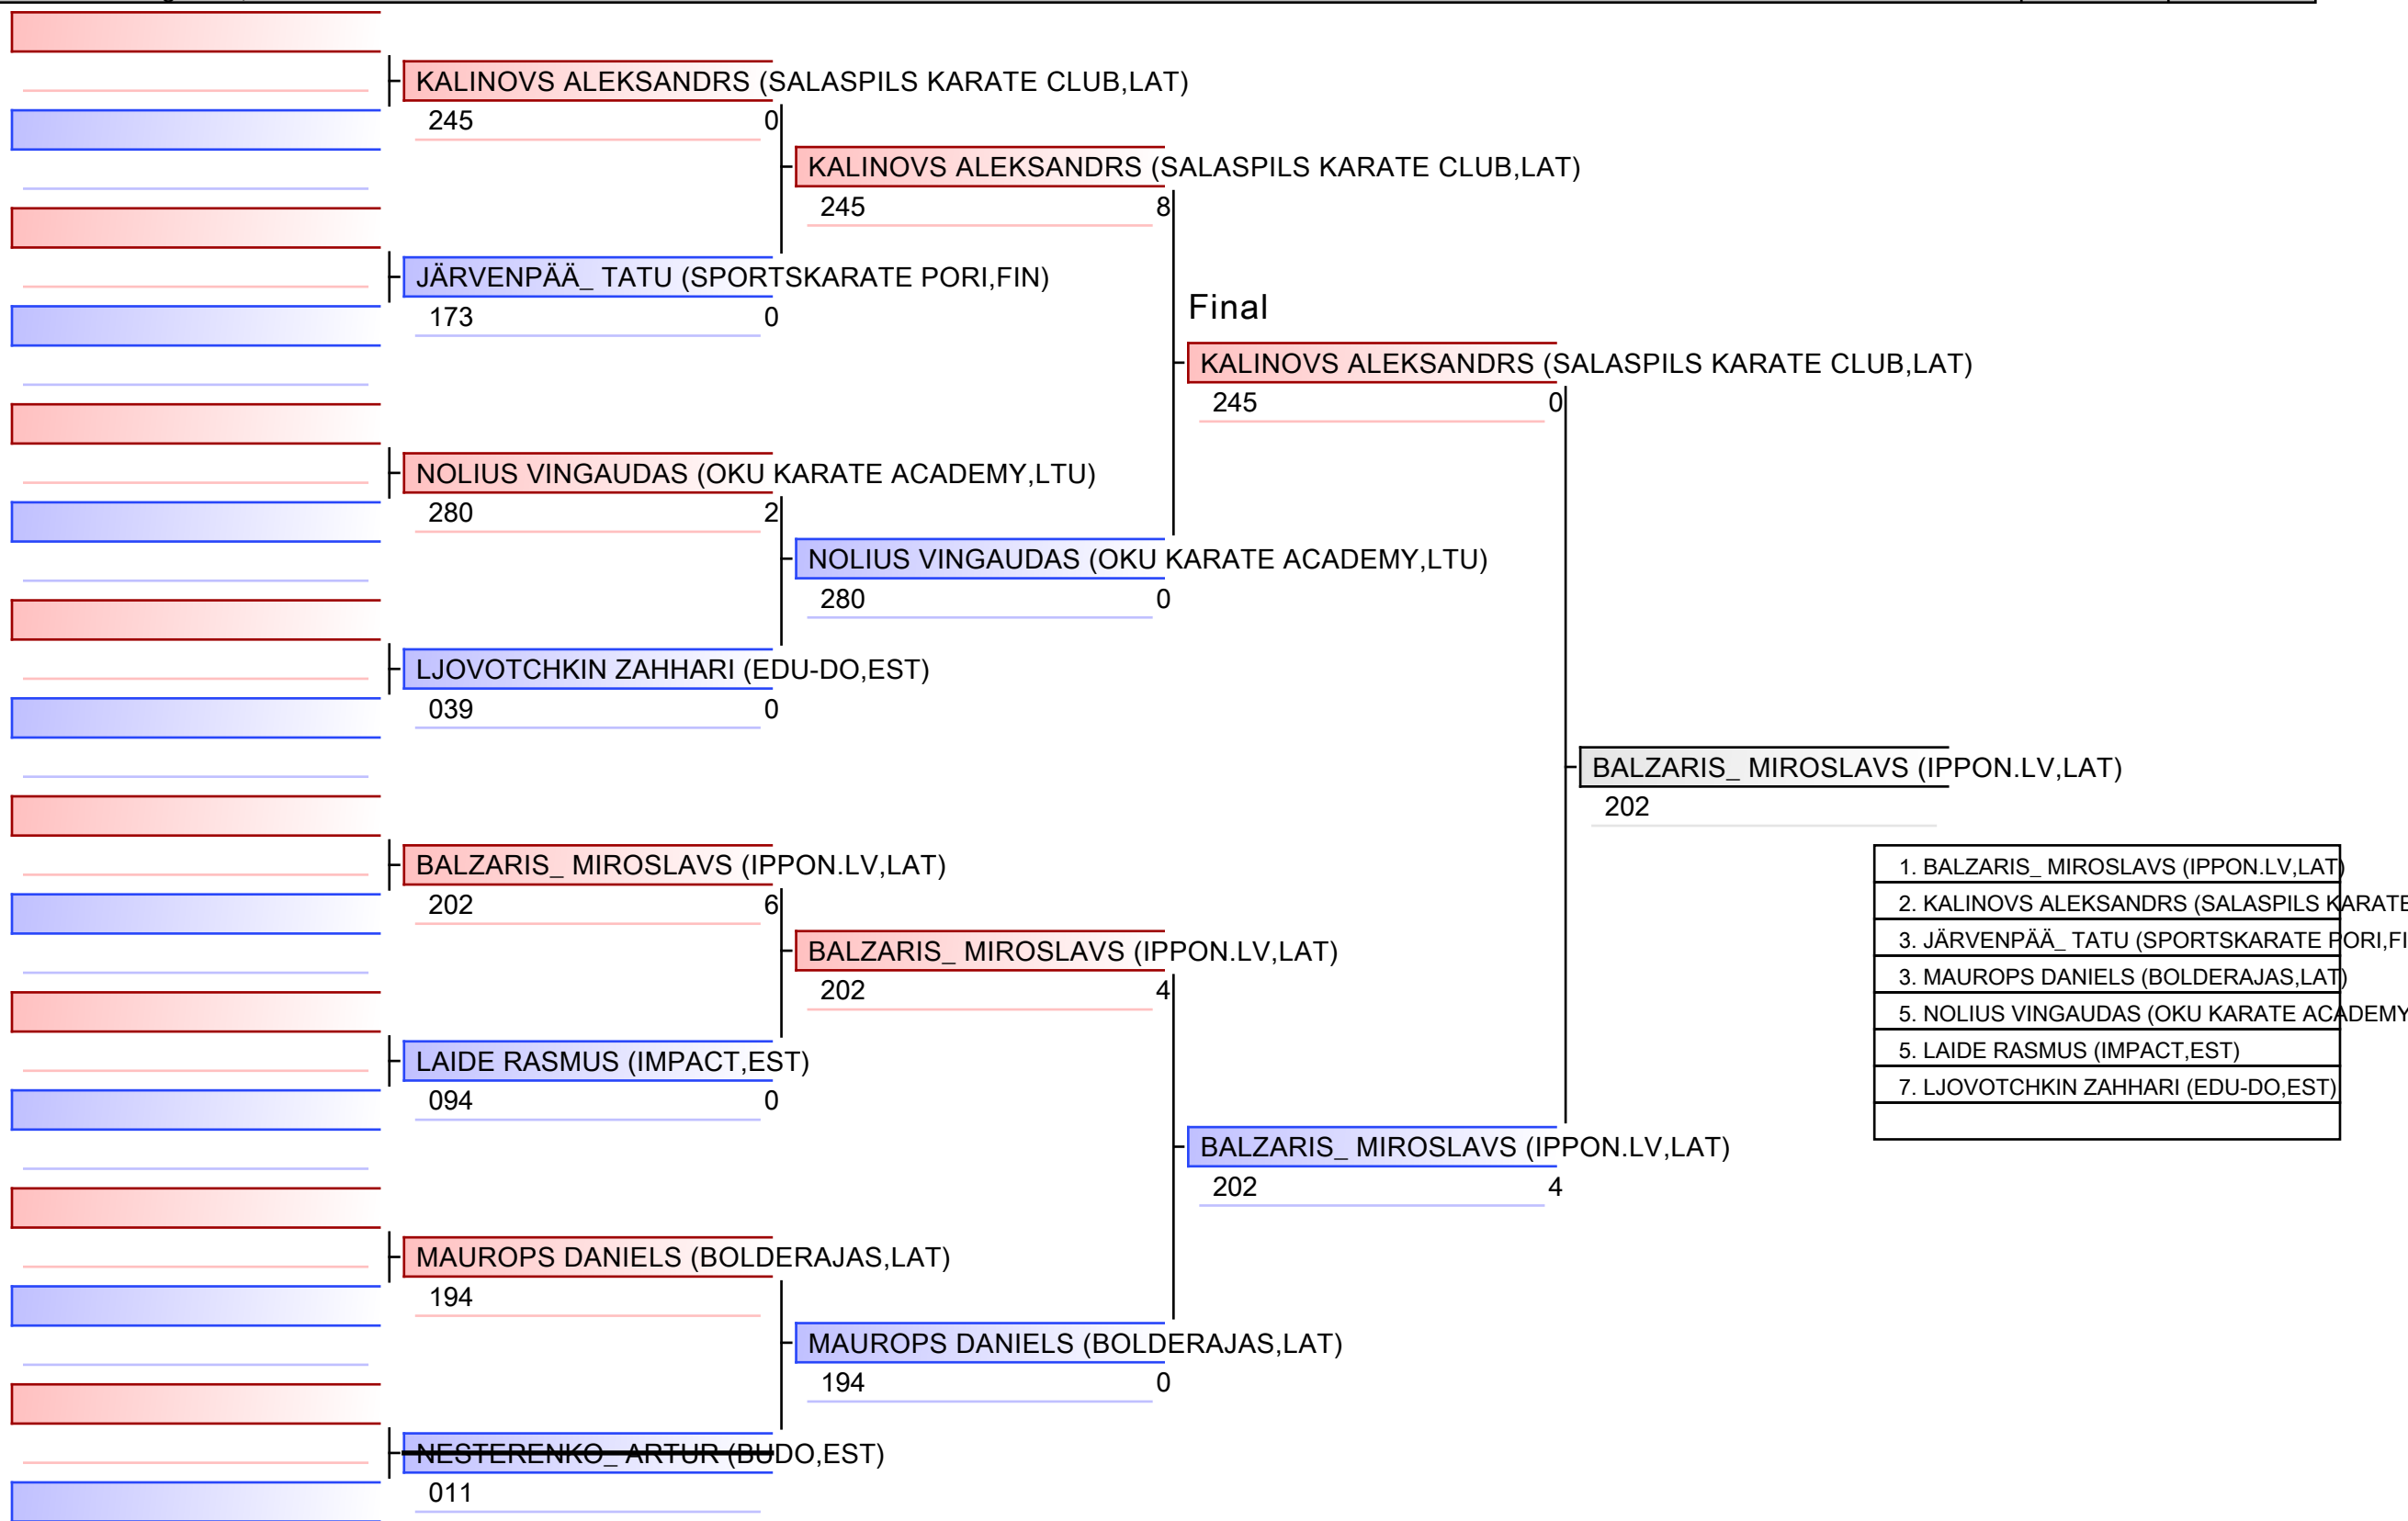 KALINOVS ALEKSANDRS (SALASPILS KARATE CLUB,LAT)
245 0
KALINOVS ALEKSANDRS (SALASPILS KARATE CLUB,LAT)
245 8
JÄRVENPÄÄ_ TATU (SPORTSKARATE PORI,FIN)
173 0
Final
KALINOVS ALEKSANDRS (SALASPILS KARATE CLUB,LAT)
245 0
NOLIUS VINGAUDAS (OKU KARATE ACADEMY,LTU)
280 2
NOLIUS VINGAUDAS (OKU KARATE ACADEMY,LTU)
280 0
LJOVOTCHKIN ZAHHARI (EDU-DO,EST)
039 0
BALZARIS_ MIROSLAVS (IPPON.LV,LAT)
202
BALZARIS_ MIROSLAVS (IPPON.LV,LAT)
202 6
BALZARIS_ MIROSLAVS (IPPON.LV,LAT)
202 4
LAIDE RASMUS (IMPACT,EST)
094 0
BALZARIS_ MIROSLAVS (IPPON.LV,LAT)
202 4
MAUROPS DANIELS (BOLDERAJAS,LAT)
194
MAUROPS DANIELS (BOLDERAJAS,LAT)
194 0
NESTERENKO_ ARTUR (BUDO,EST)
011
1. BALZARIS_ MIROSLAVS (IPPON.LV,LAT)
2. KALINOVS ALEKSANDRS (SALASPILS KARATE
3. JÄRVENPÄÄ_ TATU (SPORTSKARATE PORI,FI
3. MAUROPS DANIELS (BOLDERAJAS,LAT)
5. NOLIUS VINGAUDAS (OKU KARATE ACADEMY
5. LAIDE RASMUS (IMPACT,EST)
7. LJOVOTCHKIN ZAHHARI (EDU-DO,EST)